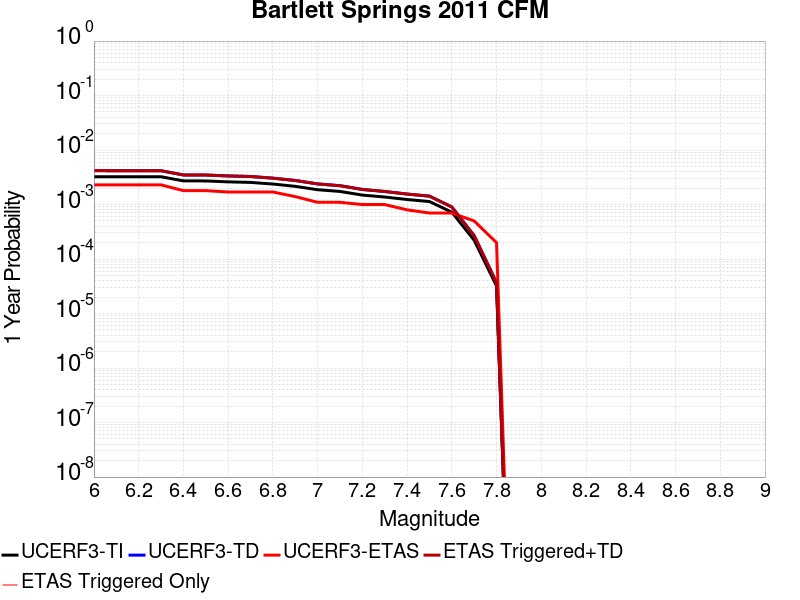 Bartlett Springs 2011 CFM
1 Year Probability
10^0
10^-1
10^-2
10^-3
10^-4
10^-5
10^-6
10^-7
10^-8
6 6.2 6.4 6.6 6.8 7 7.2 7.4 7.6 7.8 8 8.2 8.4 8.6 8.8 9
Magnitude
UCERF3-TI UCERF3-TD UCERF3-ETAS ETAS Triggered+TD
ETAS Triggered Only